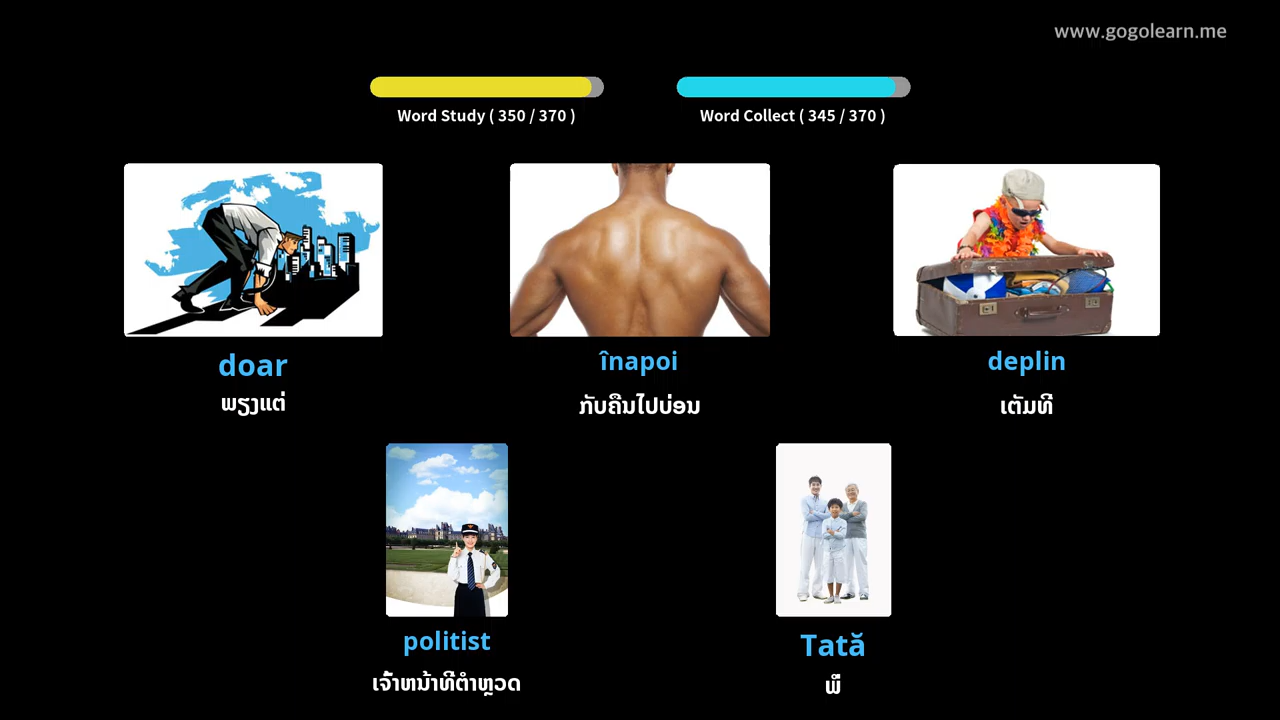 www.gogolearn.me
Word Study ( 350 / 370 )
Word Collect ( 345 / 370 )
doar
ພຽງແຕ່
înapoi
ກັບຄືນໄປບ່ອນ
deplin
ເຕັມທີ
politist
ເຈົ້າຫນ້າທີ່ຕໍາຫຼວດ
Tată
ພໍ່